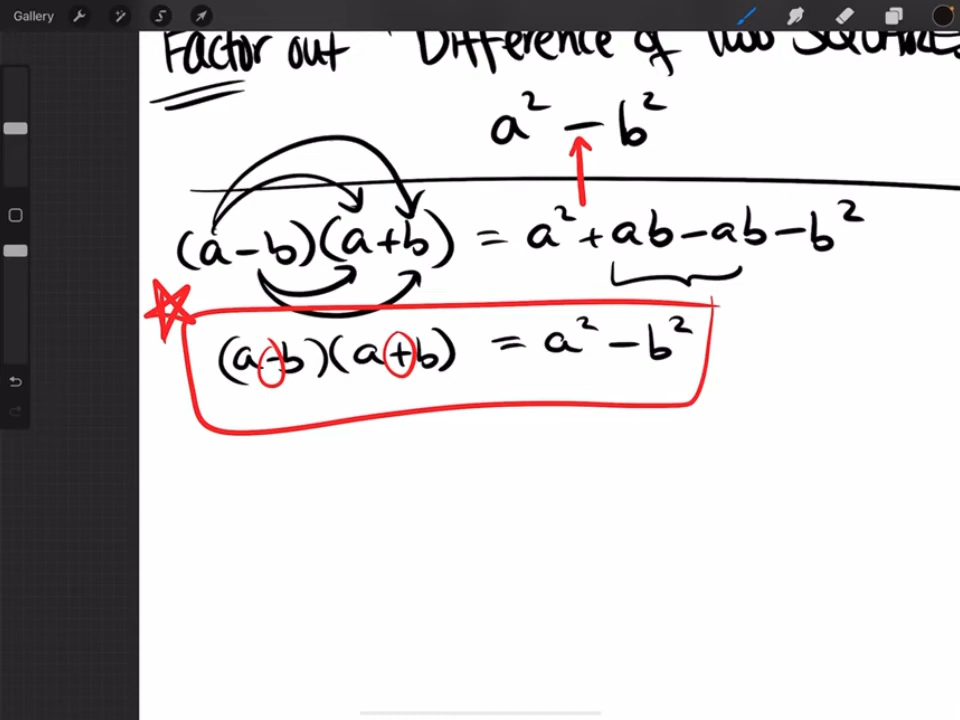 Gallery
Factor out "Difference of Two Squares
a² − b²
(a−b)(a+b) = a² + ab − ab − b²
(a−b)(a+b) = a² − b²